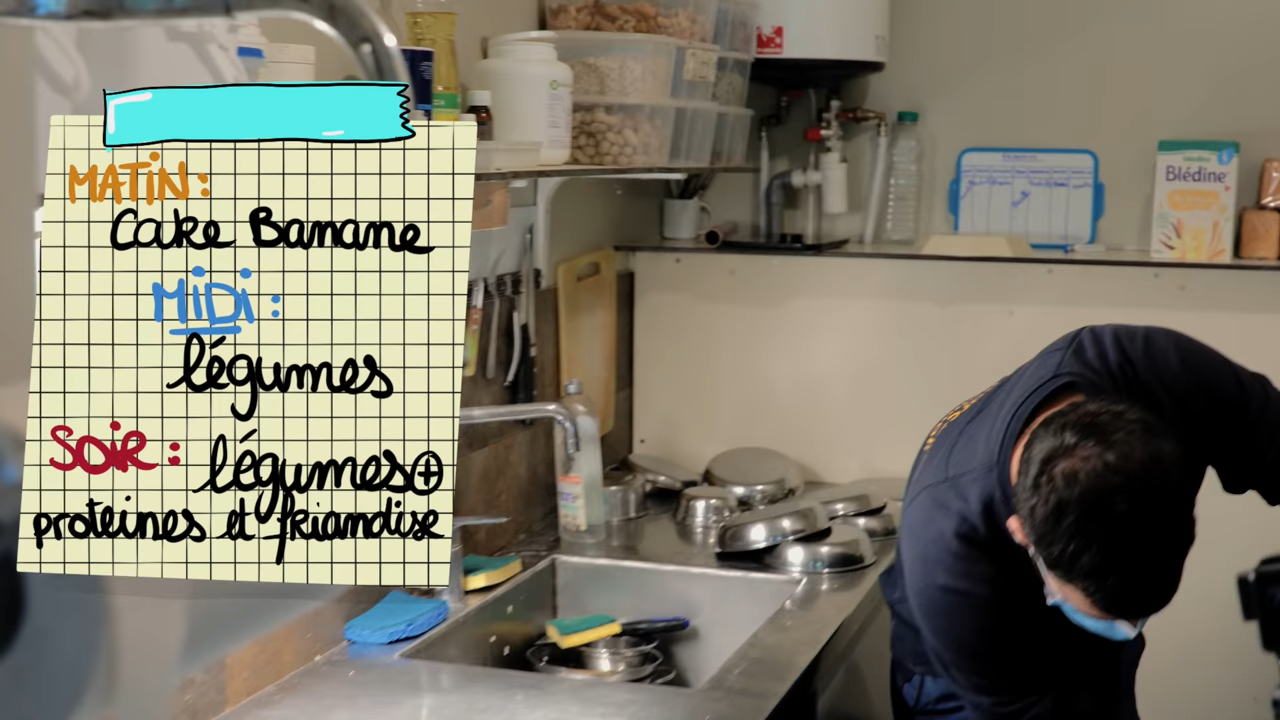 MATIN :
Cake Banane
MIDI :
légumes
SOIR :
légumes +
proteines et friandise
Blédine